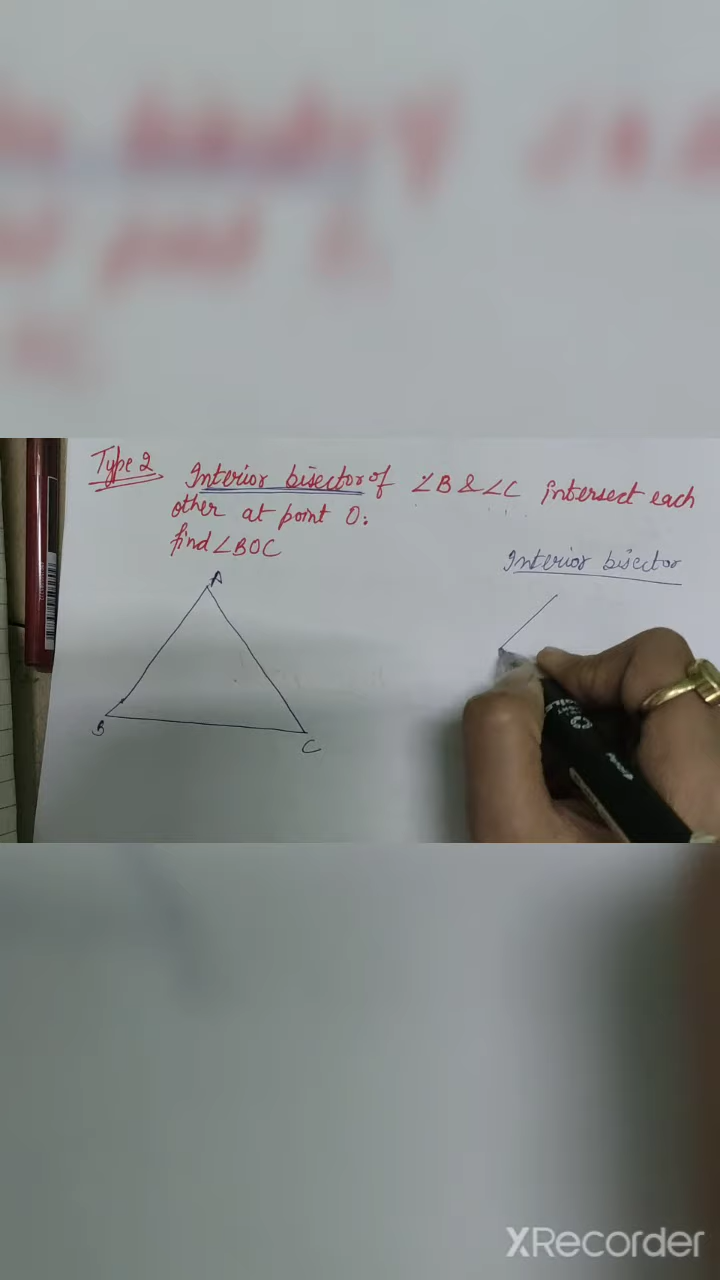 Type 2
Interior bisector of ∠B & ∠C intersect each
other at point O.
find ∠BOC
Interior bisector
A
B
C
XRecorder